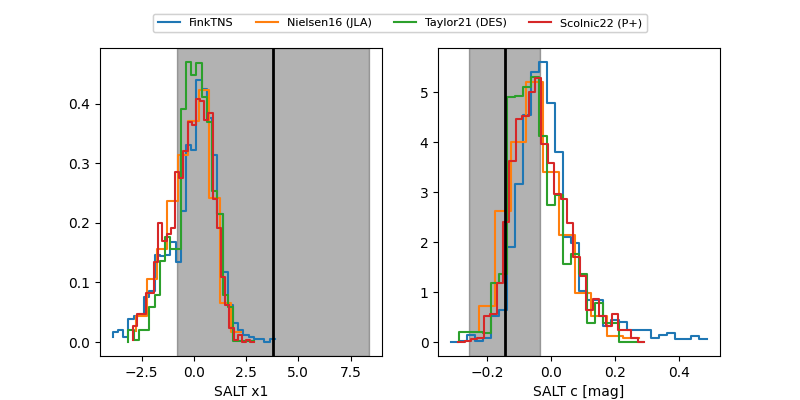 FinkTNS Nielsen16 (JLA) Taylor21 (DES) Scolnic22 (P+)
0.4
0.3
0.2
0.1
0.0
−2.5 0.0 2.5 5.0 7.5
SALT x1
5
4
3
2
1
0
−0.2 0.0 0.2 0.4
SALT c [mag]